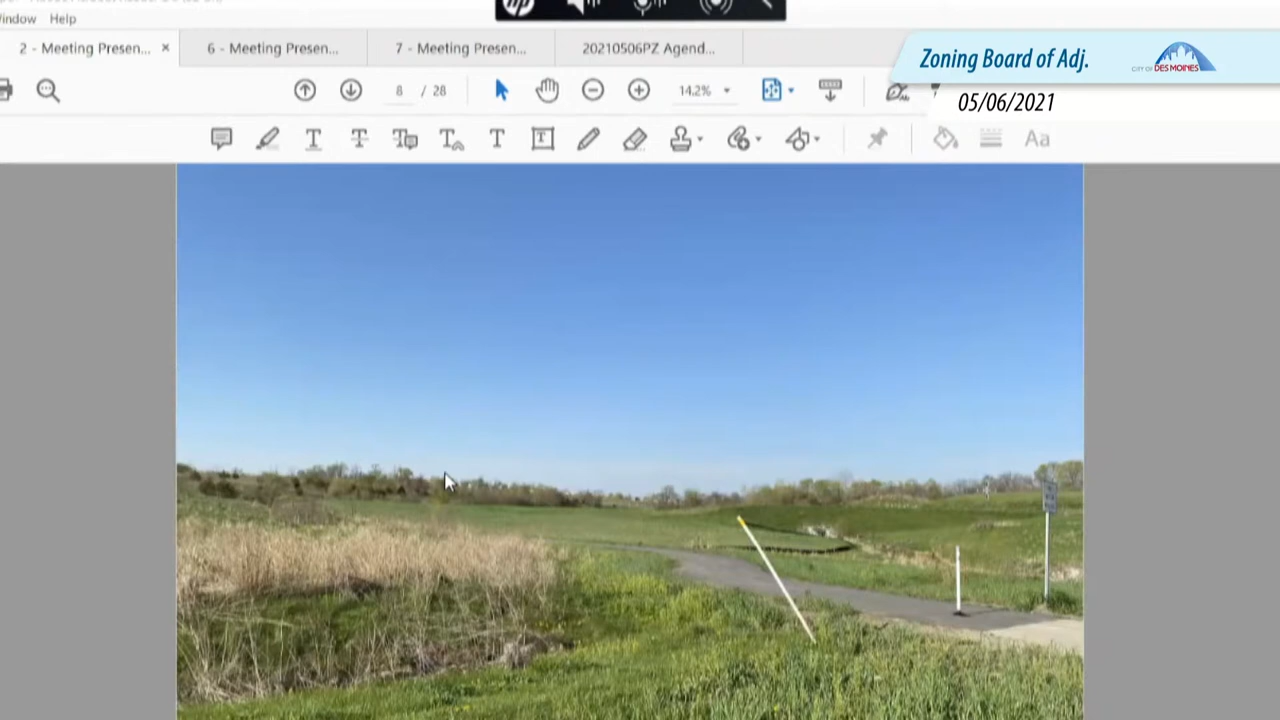 Window Help
2 - Meeting Presen... × 6 - Meeting Presen... 7 - Meeting Presen... 20210506PZ Agend...
Zoning Board of Adj.
CITY OF DES MOINES
8 / 28 14.2%
05/06/2021
T T T T T T Aa